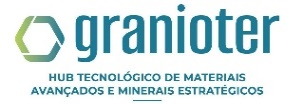 granioter
HUB TECNOLÓGICO DE MATERIAIS
AVANÇADOS E MINERAIS ESTRATÉGICOS